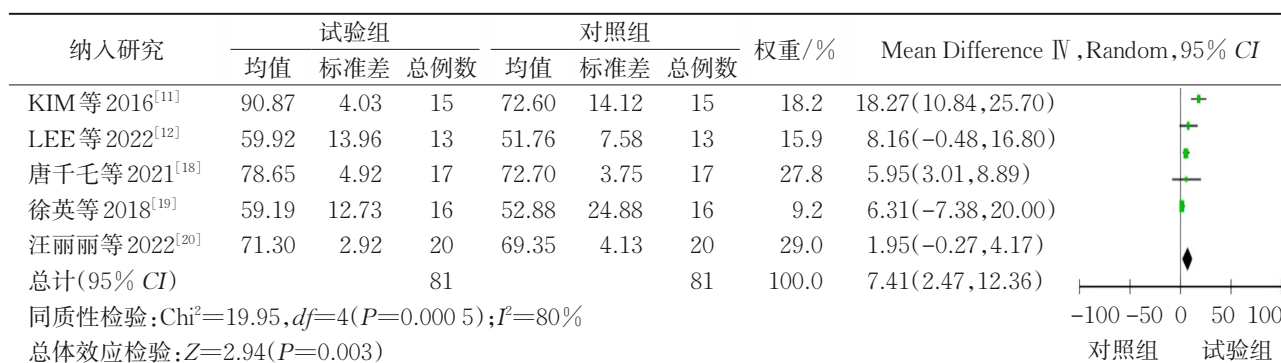 纳入研究 试验组 对照组 权重/% Mean Difference Ⅳ,Random,95% CI
均值 标准差 总例数 均值 标准差 总例数
KIM等2016[11] 90.87 4.03 15 72.60 14.12 15 18.2 18.27(10.84,25.70)
LEE等2022[12] 59.92 13.96 13 51.76 7.58 13 15.9 8.16(-0.48,16.80)
唐千毛等2021[18] 78.65 4.92 17 72.70 3.75 17 27.8 5.95(3.01,8.89)
徐英等2018[19] 59.19 12.73 16 52.88 24.88 16 9.2 6.31(-7.38,20.00)
汪丽丽等2022[20] 71.30 2.92 20 69.35 4.13 20 29.0 1.95(-0.27,4.17)
总计(95% CI) 81 81 100.0 7.41(2.47,12.36)
同质性检验:Chi²=19.95,df=4(P=0.000 5);I²=80% -100 -50 0 50 100
总体效应检验:Z=2.94(P=0.003) 对照组 试验组